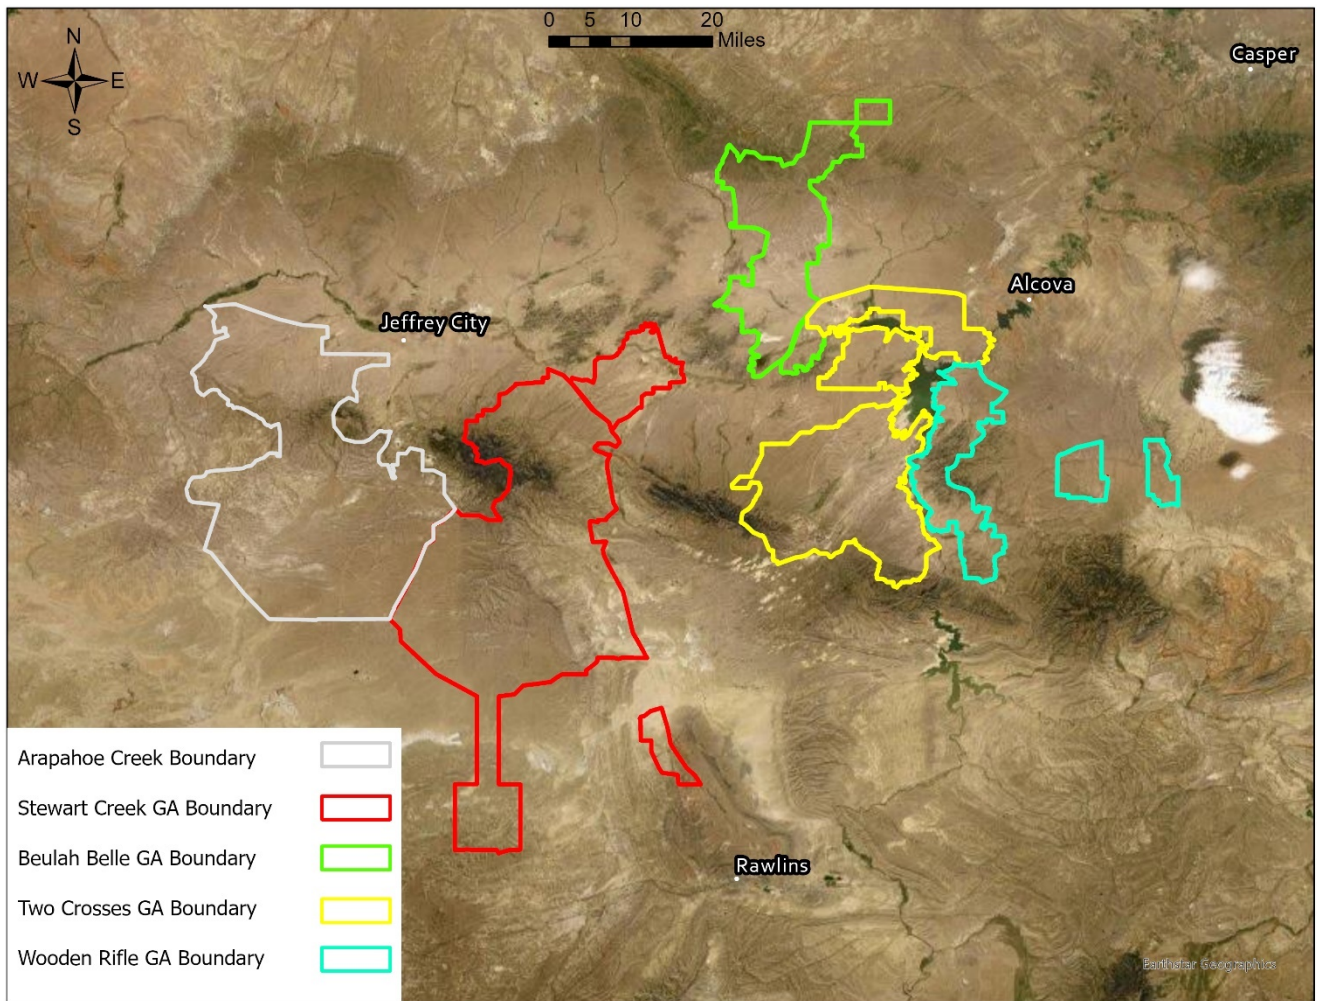 0 5 10 20
Miles
N
W E
S
Casper
Alcova
Jeffrey City
Rawlins
Arapahoe Creek Boundary
Stewart Creek GA Boundary
Beulah Belle GA Boundary
Two Crosses GA Boundary
Wooden Rifle GA Boundary
Earthstar Geographics